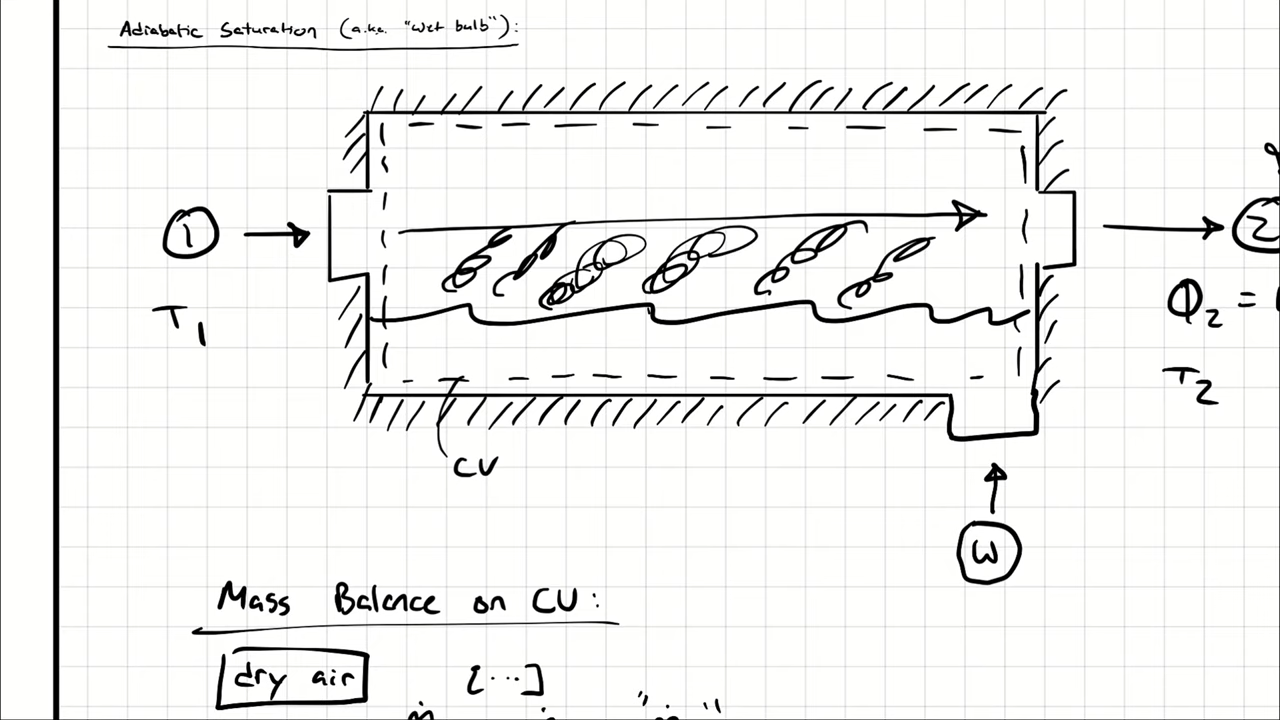 Adiabatic Saturation (a.k.a. "wet bulb"):
1
2
T1
Φ2 =
T2
CV
W
Mass Balance on CV:
dry air [...]